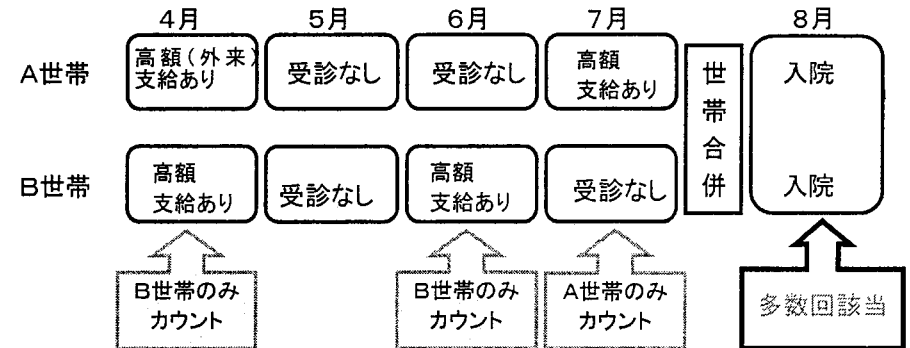 4月 5月 6月 7月 8月
A世帯
高額(外来)
支給あり
受診なし
受診なし
高額
支給あり
世帯合併
入院
B世帯
高額
支給あり
受診なし
高額
支給あり
受診なし
入院
B世帯のみ
カウント
B世帯のみ
カウント
A世帯のみ
カウント
多数回該当